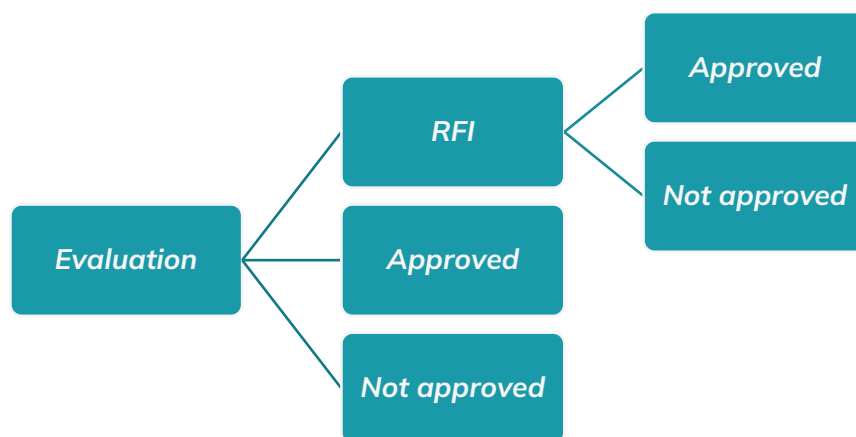 Evaluation
RFI
Approved
Not approved
Approved
Not approved